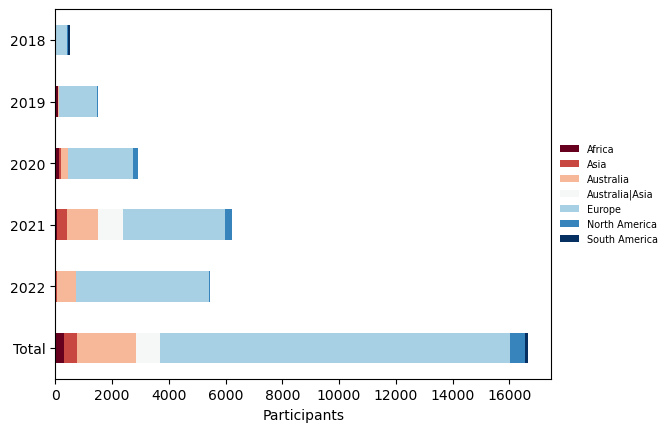 2018
2019
2020
2021
2022
Total
0 2000 4000 6000 8000 10000 12000 14000 16000
Participants
Africa
Asia
Australia
Australia|Asia
Europe
North America
South America